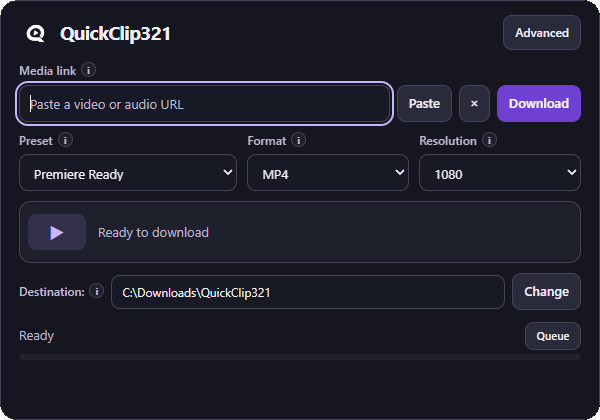 QuickClip321
Advanced
Media link i
Paste a video or audio URL
Paste
×
Download
Preset i
Format i
Resolution i
Premiere Ready
MP4
1080
Ready to download
Destination: i
C:\Downloads\QuickClip321
Change
Ready
Queue